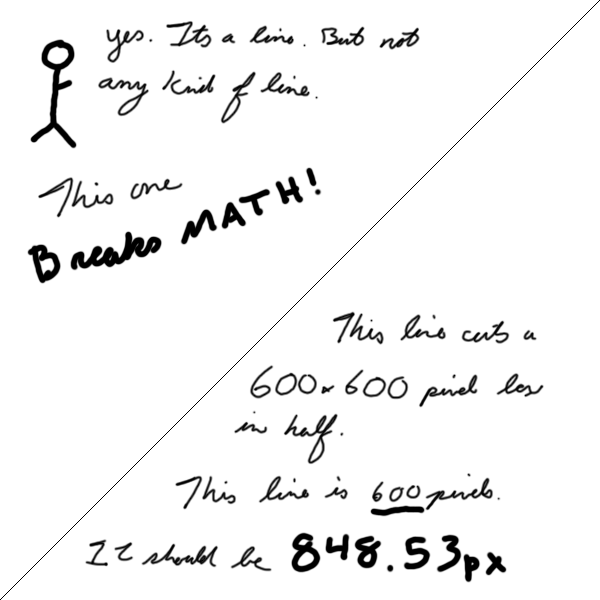 yes. Its a line. But not
any kind of line.
This one
Breaks MATH!
This line cuts a
600x600 pixel box
in half.
This line is 600 pixels.
It should be 848.53px